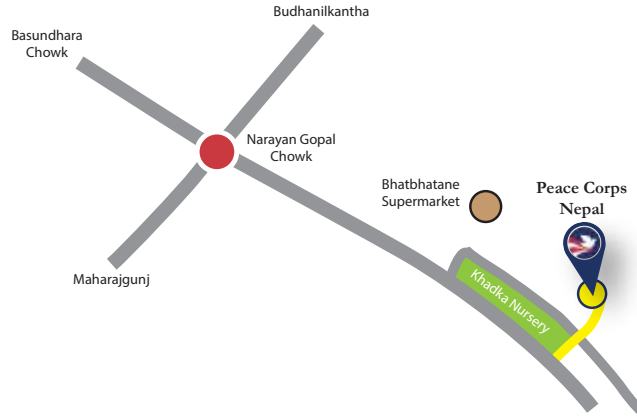 Budhanilkantha
Basundhara
Chowk
Narayan Gopal
Chowk
Bhatbhatane
Supermarket
Peace Corps
Nepal
Maharajgunj
Khadka Nursery